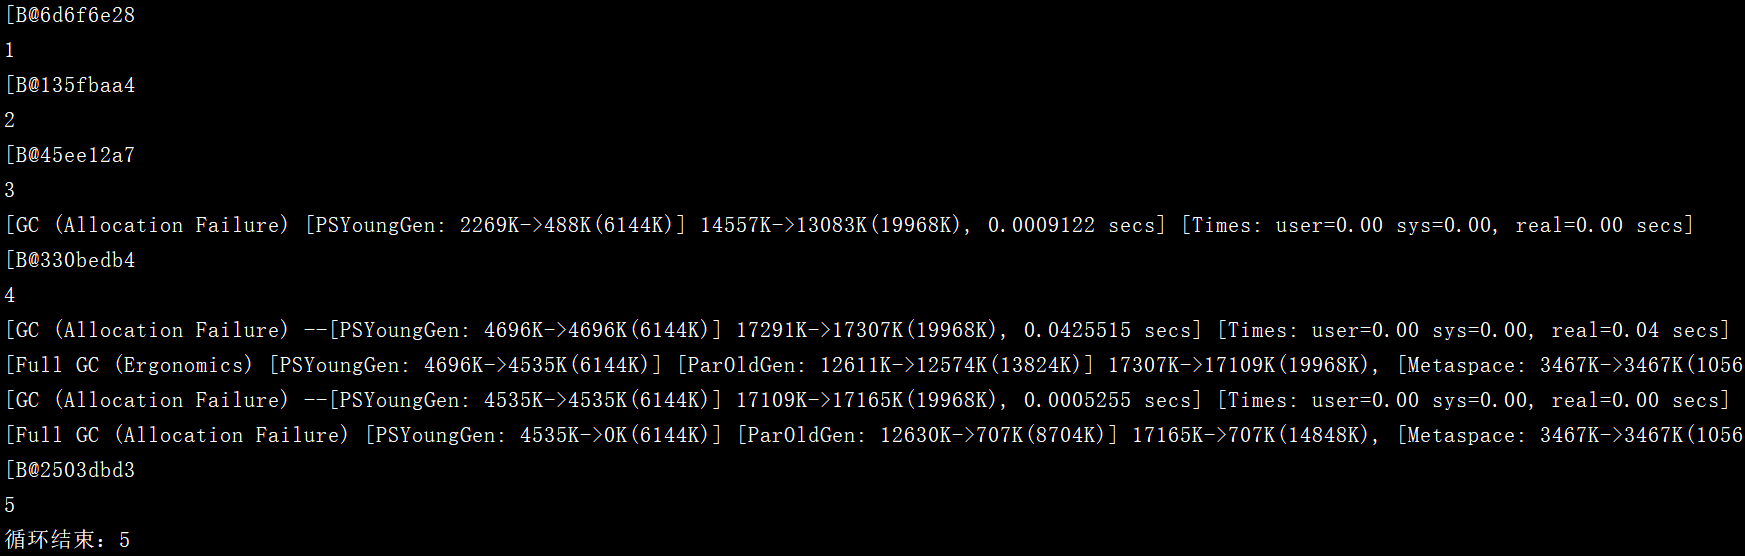 [B@6d6f6e28
1
[B@135fbaa4
2
[B@45ee12a7
3
[GC (Allocation Failure) [PSYoungGen: 2269K->488K(6144K)] 14557K->13083K(19968K), 0.0009122 secs] [Times: user=0.00 sys=0.00, real=0.00 secs]
[B@330bedb4
4
[GC (Allocation Failure) --[PSYoungGen: 4696K->4696K(6144K)] 17291K->17307K(19968K), 0.0425515 secs] [Times: user=0.00 sys=0.00, real=0.04 secs]
[Full GC (Ergonomics) [PSYoungGen: 4696K->4535K(6144K)] [ParOldGen: 12611K->12574K(13824K)] 17307K->17109K(19968K), [Metaspace: 3467K->3467K(1056
[GC (Allocation Failure) --[PSYoungGen: 4535K->4535K(6144K)] 17109K->17165K(19968K), 0.0005255 secs] [Times: user=0.00 sys=0.00, real=0.00 secs]
[Full GC (Allocation Failure) [PSYoungGen: 4535K->0K(6144K)] [ParOldGen: 12630K->707K(8704K)] 17165K->707K(14848K), [Metaspace: 3467K->3467K(1056
[B@2503dbd3
5
循环结束：5